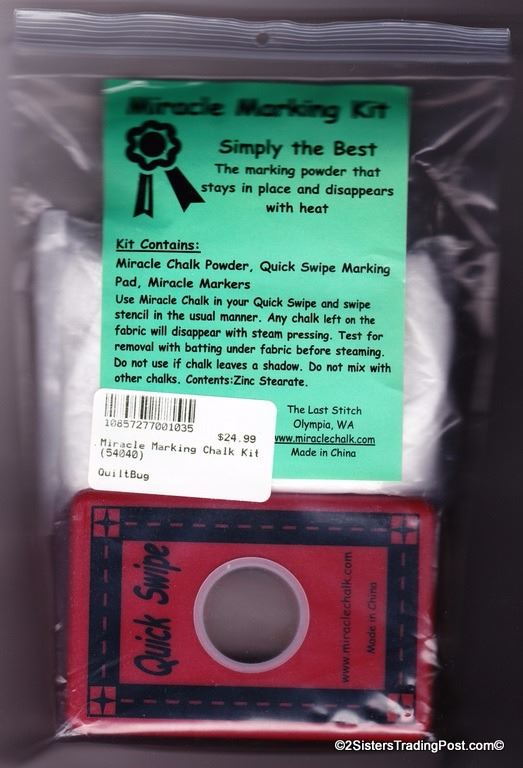 Miracle Marking Kit
Simply the Best
The marking powder that
stays in place and disappears
with heat
Kit Contains:
Miracle Chalk Powder, Quick Swipe Marking
Pad, Miracle Markers
Use Miracle Chalk in your Quick Swipe and swipe
stencil in the usual manner. Any chalk left on the
fabric will disappear with steam pressing. Test for
removal with batting under fabric before steaming.
Do not use if chalk leaves a shadow. Do not mix with
other chalks. Contents:Zinc Stearate.
The Last Stitch
Olympia, WA
www.miraclechalk.com
Made in China
10857277001035
$24.99
Miracle Marking Chalk Kit
(54040)
QuiltBug
Quick Swipe
www.miraclechalk.com
Made in China
©2SistersTradingPost.com©